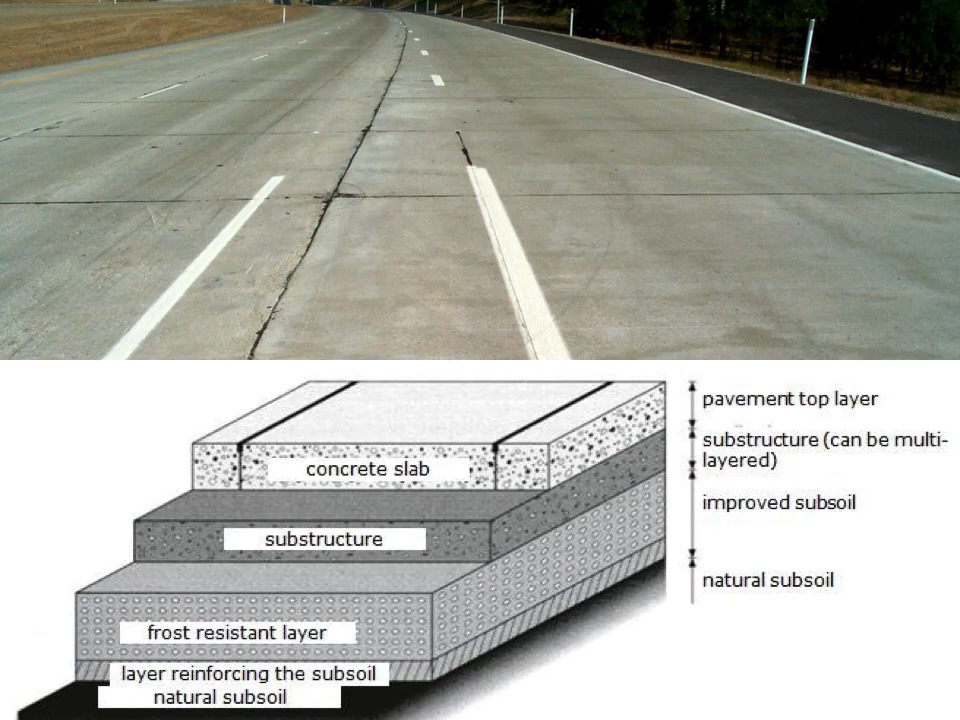 pavement top layer
substructure (can be multi-
layered)
concrete slab
improved subsoil
substructure
natural subsoil
frost resistant layer
layer reinforcing the subsoil
natural subsoil